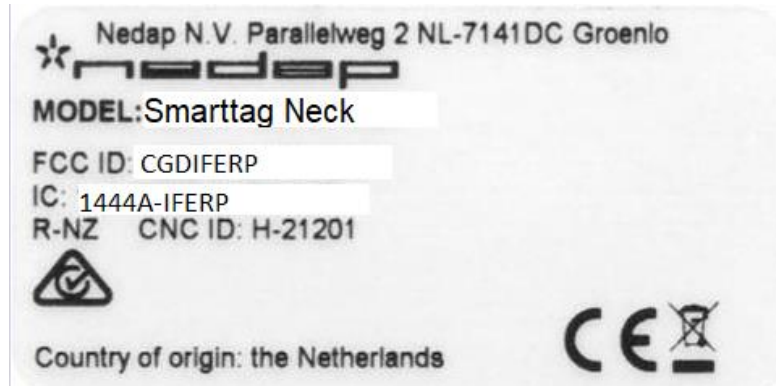 Nedap N.V. Parallelweg 2 NL-7141DC Groenlo
nedap
MODEL:Smarttag Neck
FCC ID: CGDIFERP
IC: 1444A-IFERP
R-NZ CNC ID: H-21201
Country of origin: the Netherlands
CE